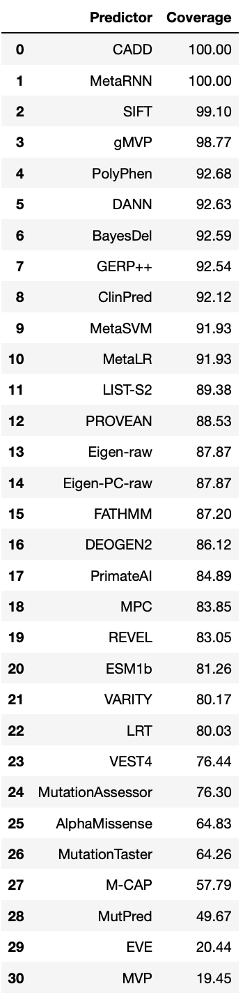 Predictor Coverage
0 CADD 100.00
1 MetaRNN 100.00
2 SIFT 99.10
3 gMVP 98.77
4 PolyPhen 92.68
5 DANN 92.63
6 BayesDel 92.59
7 GERP++ 92.54
8 ClinPred 92.12
9 MetaSVM 91.93
10 MetaLR 91.93
11 LIST-S2 89.38
12 PROVEAN 88.53
13 Eigen-raw 87.87
14 Eigen-PC-raw 87.87
15 FATHMM 87.20
16 DEOGEN2 86.12
17 PrimateAI 84.89
18 MPC 83.85
19 REVEL 83.05
20 ESM1b 81.26
21 VARITY 80.17
22 LRT 80.03
23 VEST4 76.44
24 MutationAssessor 76.30
25 AlphaMissense 64.83
26 MutationTaster 64.26
27 M-CAP 57.79
28 MutPred 49.67
29 EVE 20.44
30 MVP 19.45